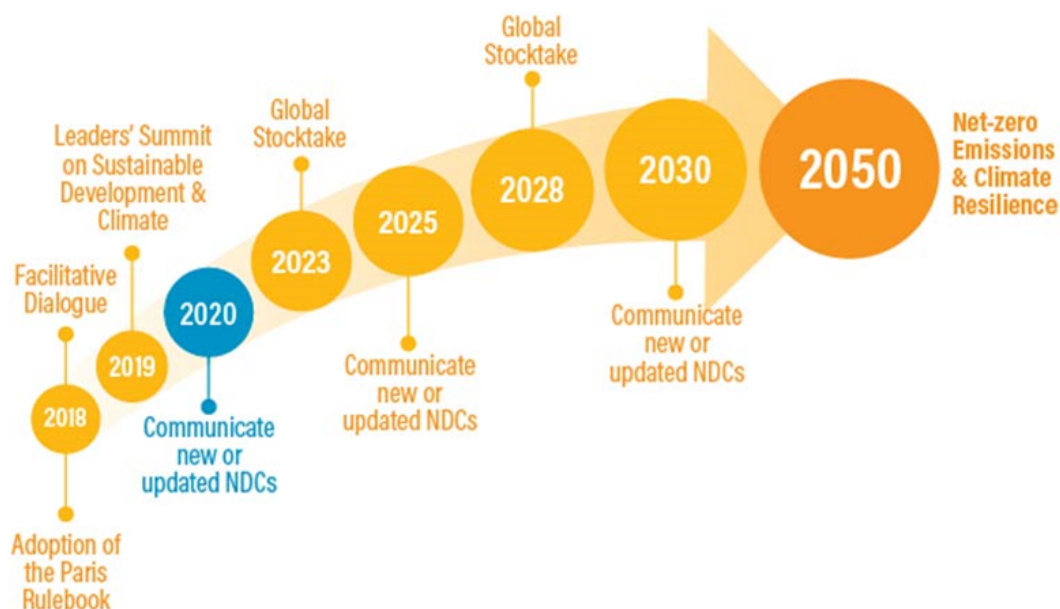 Facilitative
Dialogue
2018
Adoption of
the Paris
Rulebook
Leaders' Summit
on Sustainable
Development &
Climate
2019
2020
Communicate
new or
updated NDCs
Global
Stocktake
2023
2025
Communicate
new or
updated NDCs
Global
Stocktake
2028
2030
Communicate
new or
updated NDCs
2050
Net-zero
Emissions
& Climate
Resilience